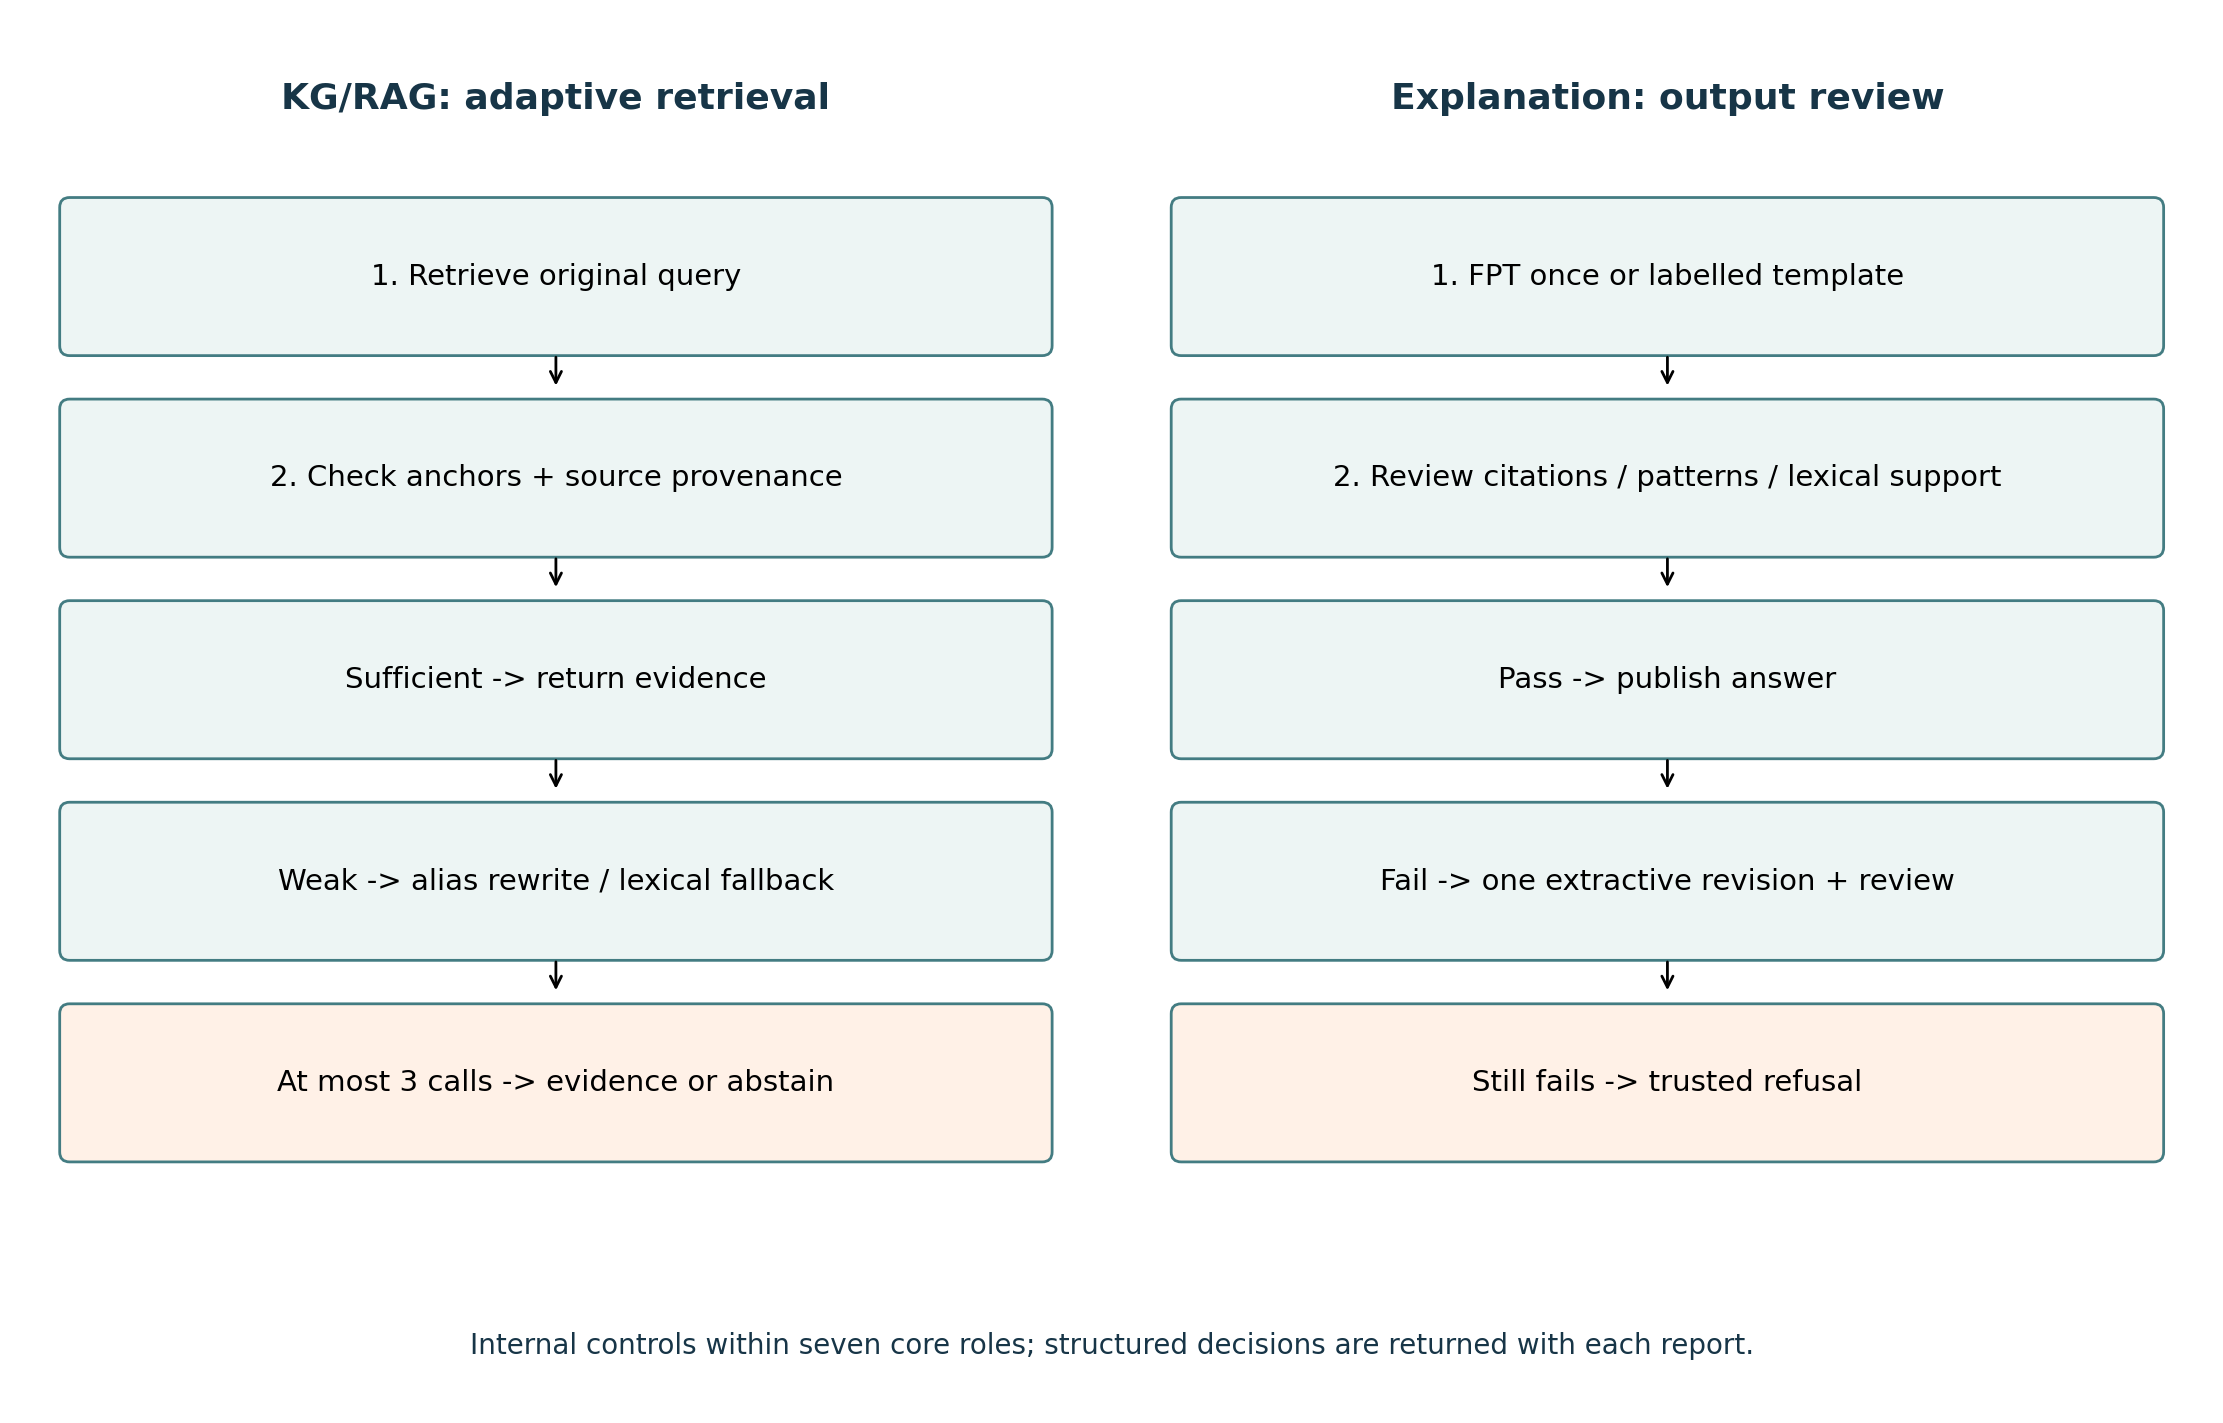 KG/RAG: adaptive retrieval
1. Retrieve original query
2. Check anchors + source provenance
Sufficient -> return evidence
Weak -> alias rewrite / lexical fallback
At most 3 calls -> evidence or abstain
Explanation: output review
1. FPT once or labelled template
2. Review citations / patterns / lexical support
Pass -> publish answer
Fail -> one extractive revision + review
Still fails -> trusted refusal
Internal controls within seven core roles; structured decisions are returned with each report.